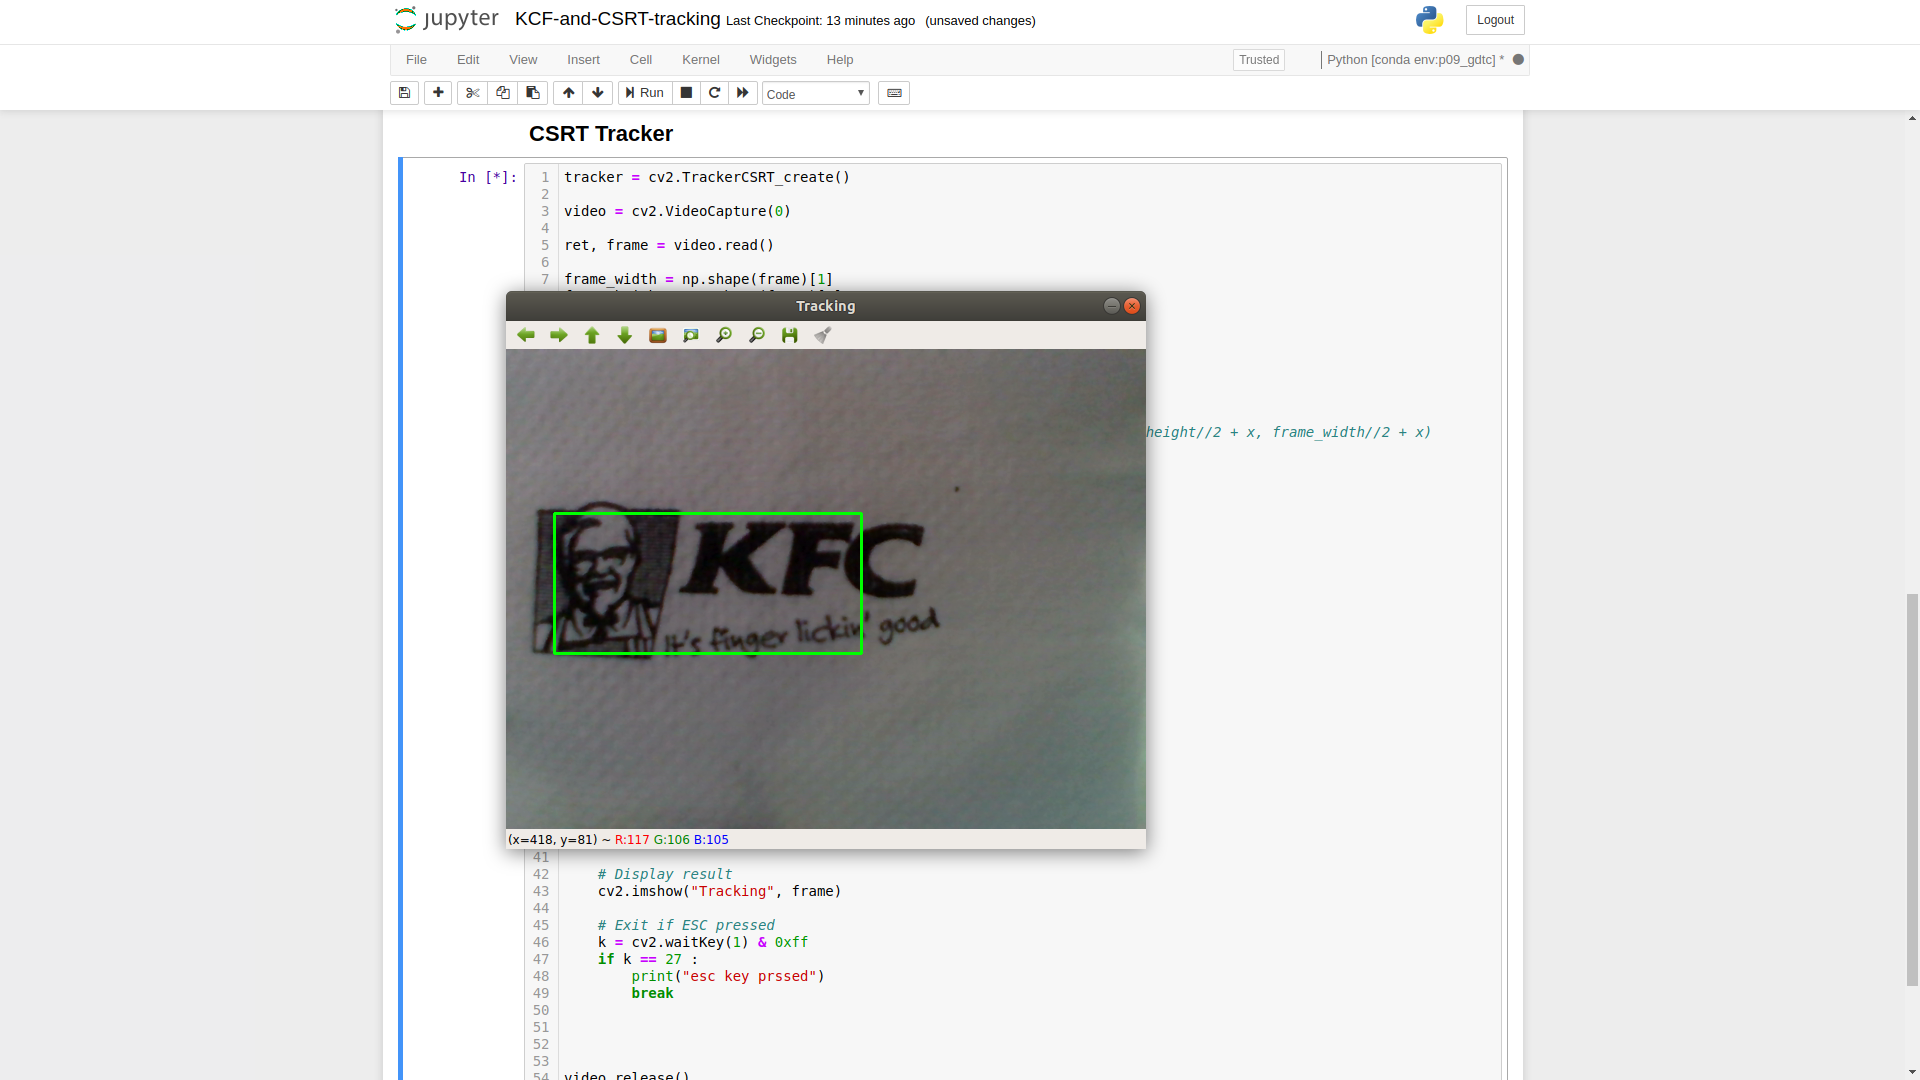 jupyter KCF-and-CSRT-tracking Last Checkpoint: 13 minutes ago (unsaved changes) Logout
File Edit View Insert Cell Kernel Widgets Help Trusted Python [conda env:p09_gdtc] *
Run Code
CSRT Tracker
In [*]:
1 tracker = cv2.TrackerCSRT_create()
2
3 video = cv2.VideoCapture(0)
4
5 ret, frame = video.read()
6
7 frame_width = np.shape(frame)[1]
Tracking
height//2 + x, frame_width//2 + x)
KFC
It's finger lickin' good
(x=418, y=81) ~ R:117 G:106 B:105
41
42 # Display result
43 cv2.imshow("Tracking", frame)
44
45 # Exit if ESC pressed
46 k = cv2.waitKey(1) & 0xff
47 if k == 27 :
48 print("esc key prssed")
49 break
50
51
52
53
54 video.release()